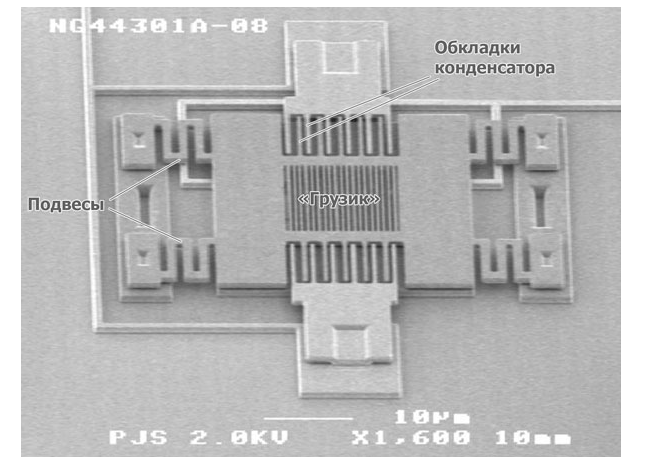 NG44301A-08
Обкладки
конденсатора
«Грузик»
Подвесы
10µm
PJS 2.0KV X1,600 10mm